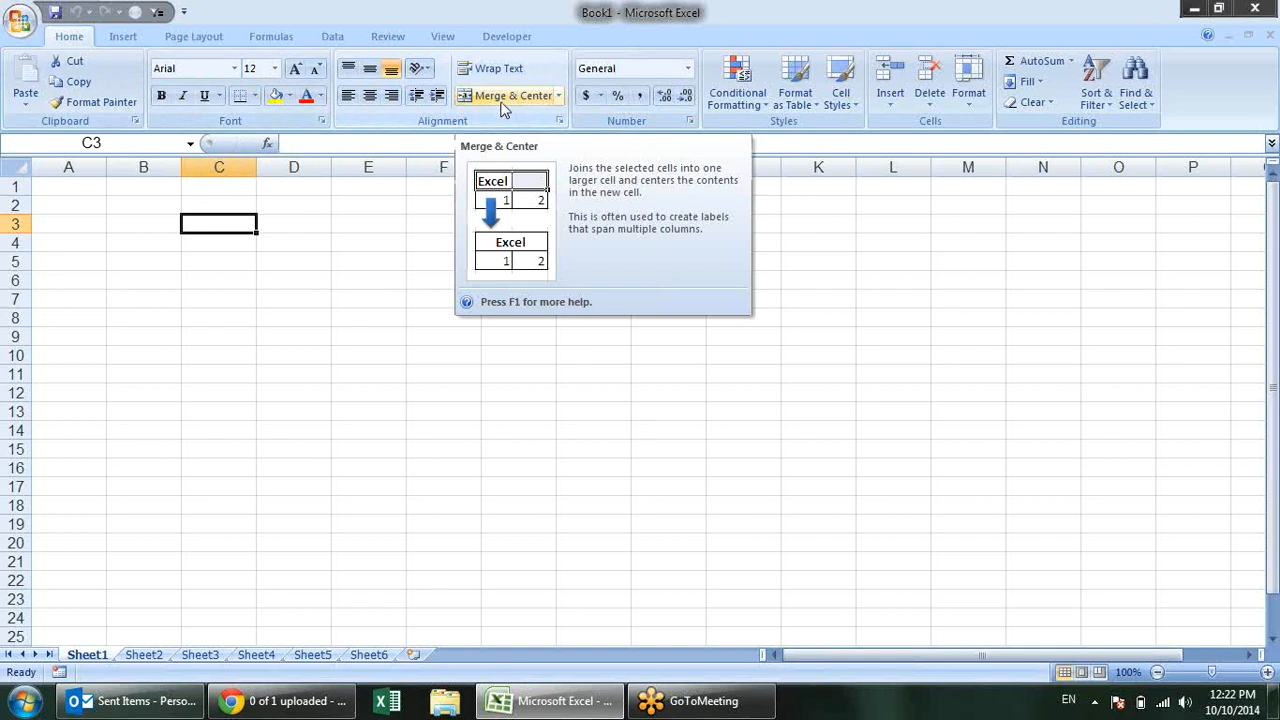 Book1 - Microsoft Excel
Home Insert Page Layout Formulas Data Review View Developer
Cut
Copy
Format Painter
Paste
Clipboard
Arial 12
B I U
Font
Wrap Text
Merge & Center
Alignment
General
$ % ,
Number
Conditional Formatting
Format as Table
Cell Styles
Styles
Insert Delete Format
Cells
AutoSum
Fill
Clear
Sort & Filter
Find & Select
Editing
C3 fx
Merge & Center
Excel
1 2
Excel
1 2
Joins the selected cells into one
larger cell and centers the contents
in the new cell.
This is often used to create labels
that span multiple columns.
Press F1 for more help.
A B C D E F K L M N O P
1
2
3
4
5
6
7
8
9
10
11
12
13
14
15
16
17
18
19
20
21
22
23
24
25
Sheet1 Sheet2 Sheet3 Sheet4 Sheet5 Sheet6
Ready 100%
Sent Items - Perso... 0 of 1 uploaded - ... Microsoft Excel - ... GoToMeeting EN 12:22 PM
10/10/2014